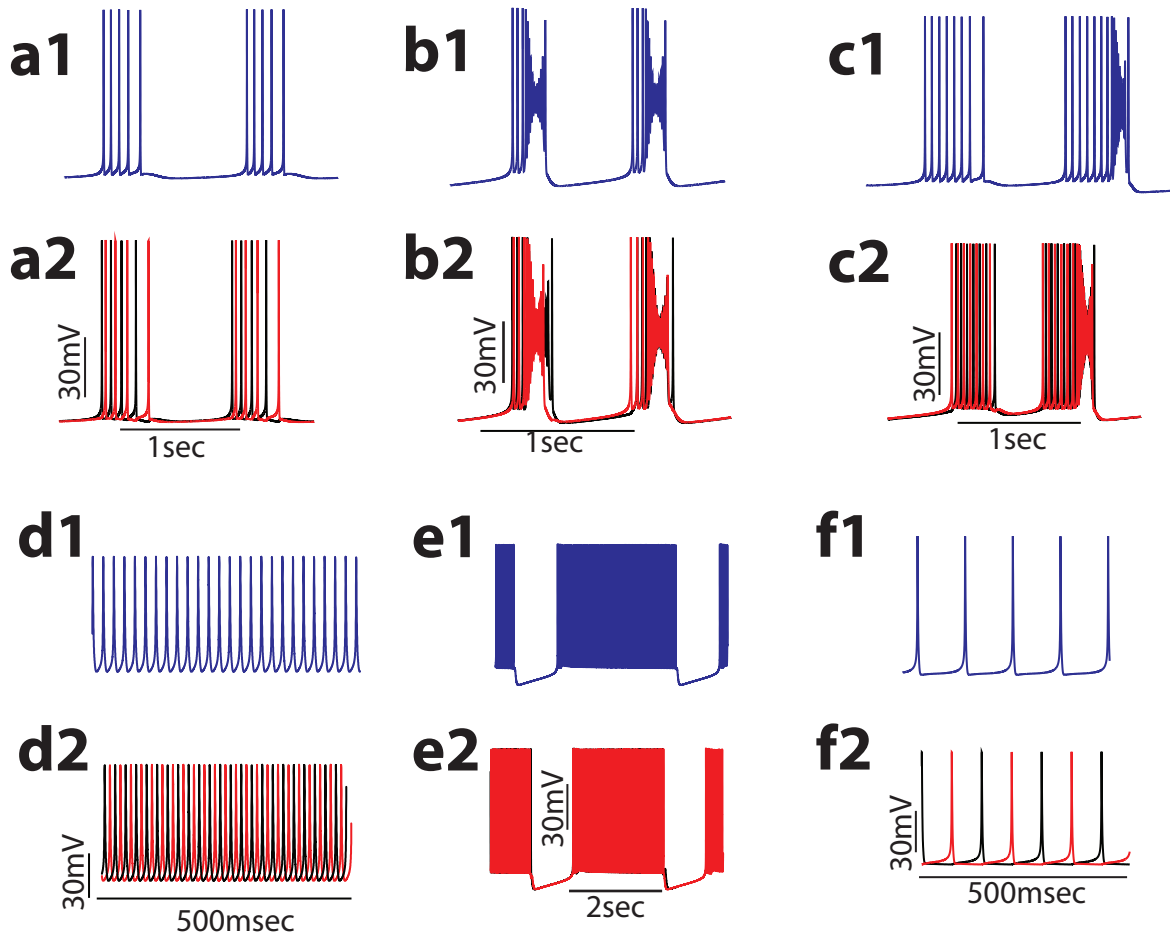 a1
b1
c1
a2
30mV
1sec
b2
30mV
1sec
c2
30mV
1sec
d1
e1
f1
d2
30mV
500msec
e2
30mV
2sec
f2
30mV
500msec